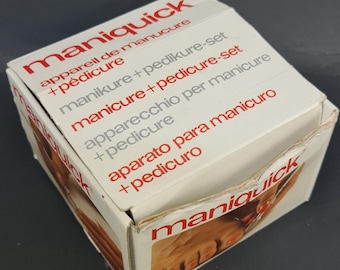 maniquick
appareil de manucure
+pédicure
manikure+pedikure-set
manicure+pedicure-set
apparecchio per manicure
+pedicure
aparato para manicuro
+pedicuro
maniquick
maniquick